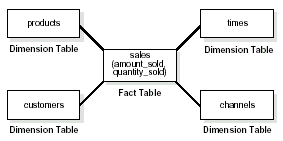 products
times
Dimension Table
Dimension Table
sales
(amount_sold,
quantity_sold)
Fact Table
customers
channels
Dimension Table
Dimension Table